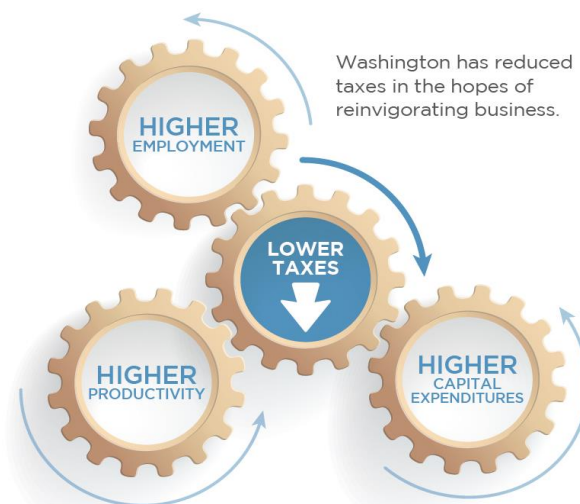 Washington has reduced
taxes in the hopes of
reinvigorating business.
HIGHER
EMPLOYMENT
LOWER
TAXES
HIGHER
PRODUCTIVITY
HIGHER
CAPITAL
EXPENDITURES